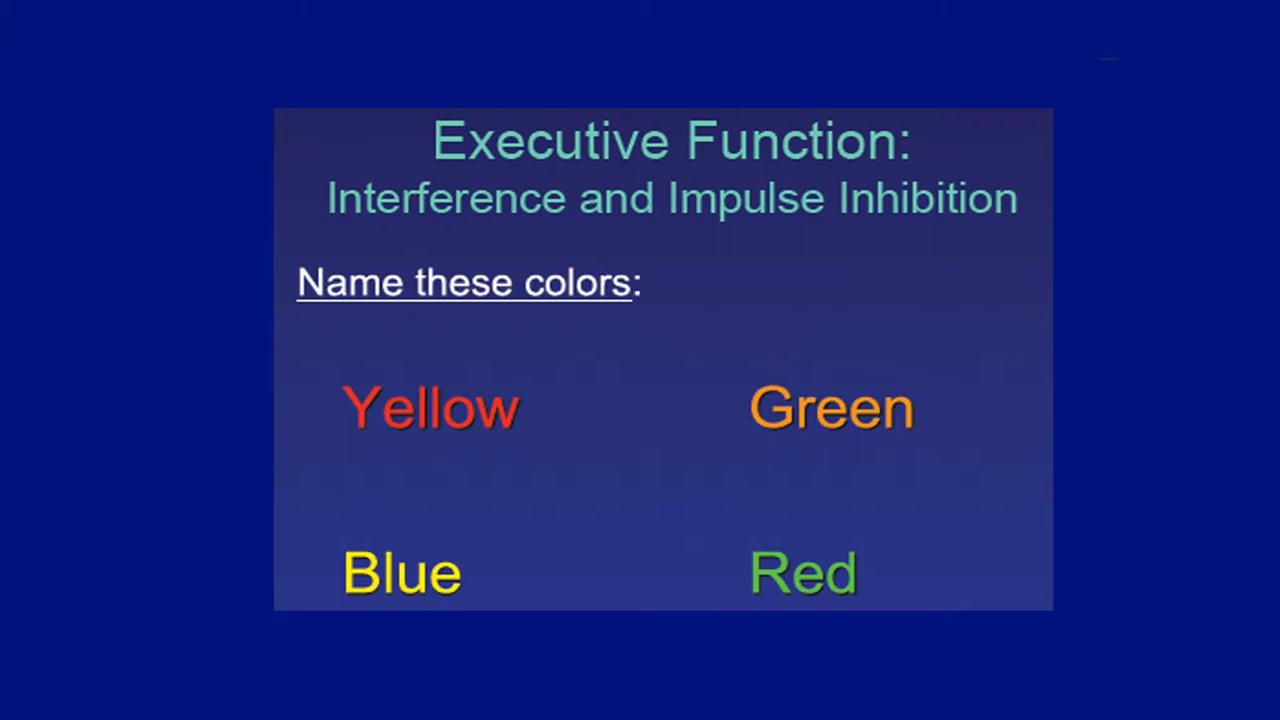 Executive Function:
Interference and Impulse Inhibition
Name these colors:
Yellow Green
Blue Red